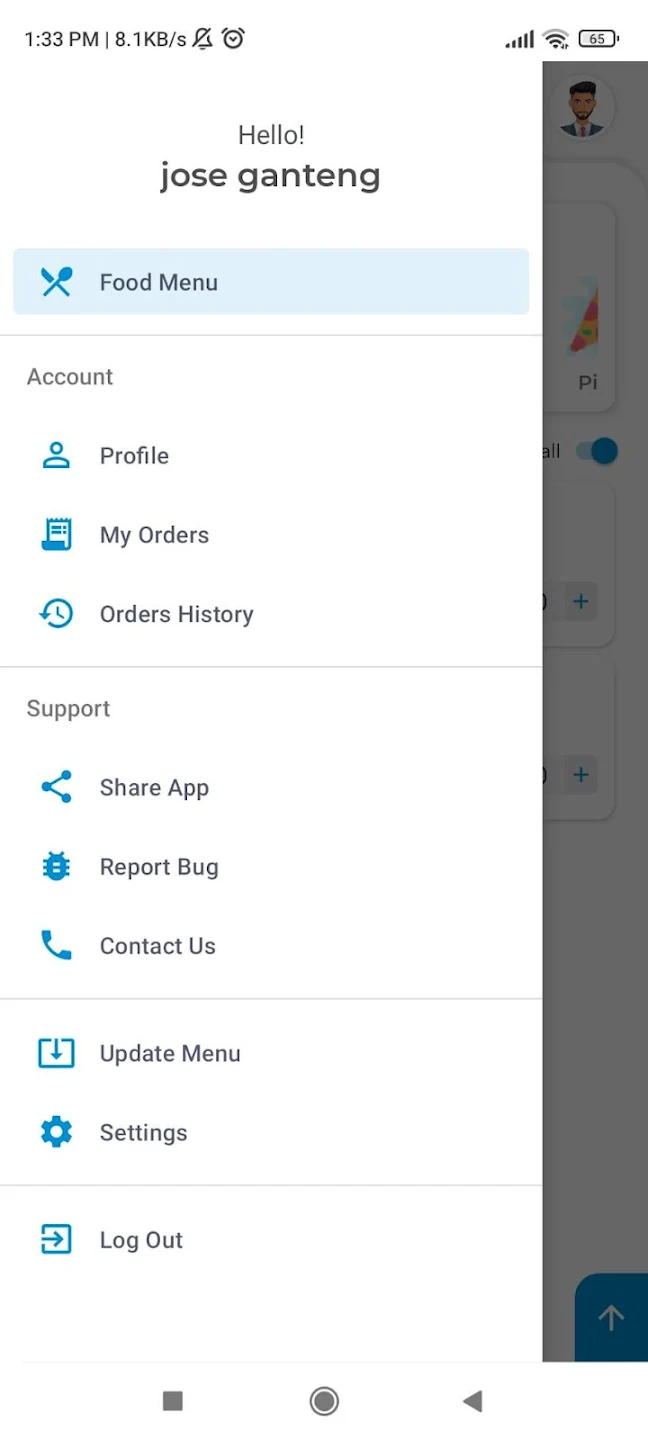 1:33 PM | 8.1KB/s
65
Hello!
jose ganteng
Food Menu
Account
Profile
My Orders
Orders History
Support
Share App
Report Bug
Contact Us
Update Menu
Settings
Log Out
Pi
all